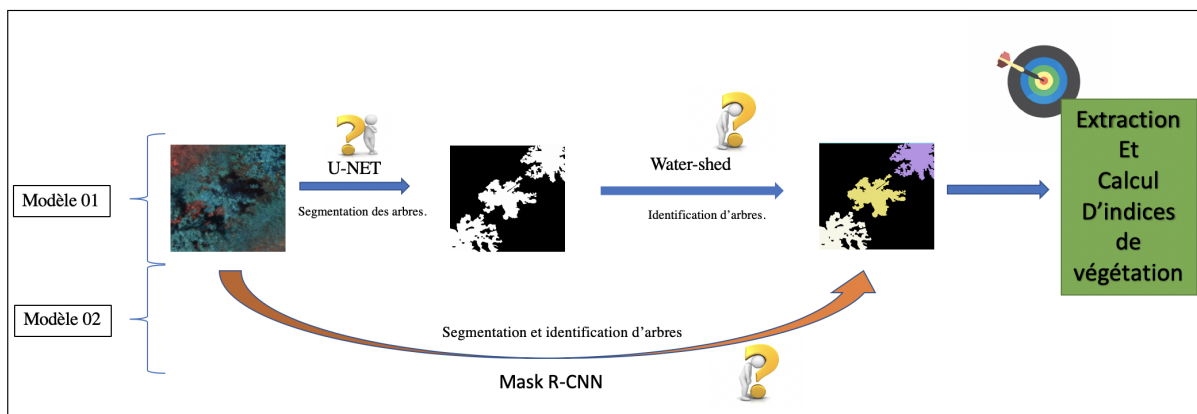 Modèle 01
U-NET
Segmentation des arbres.
Water-shed
Identification d'arbres.
Extraction
Et
Calcul
D'indices
de
végétation
Modèle 02
Segmentation et identification d'arbres
Mask R-CNN